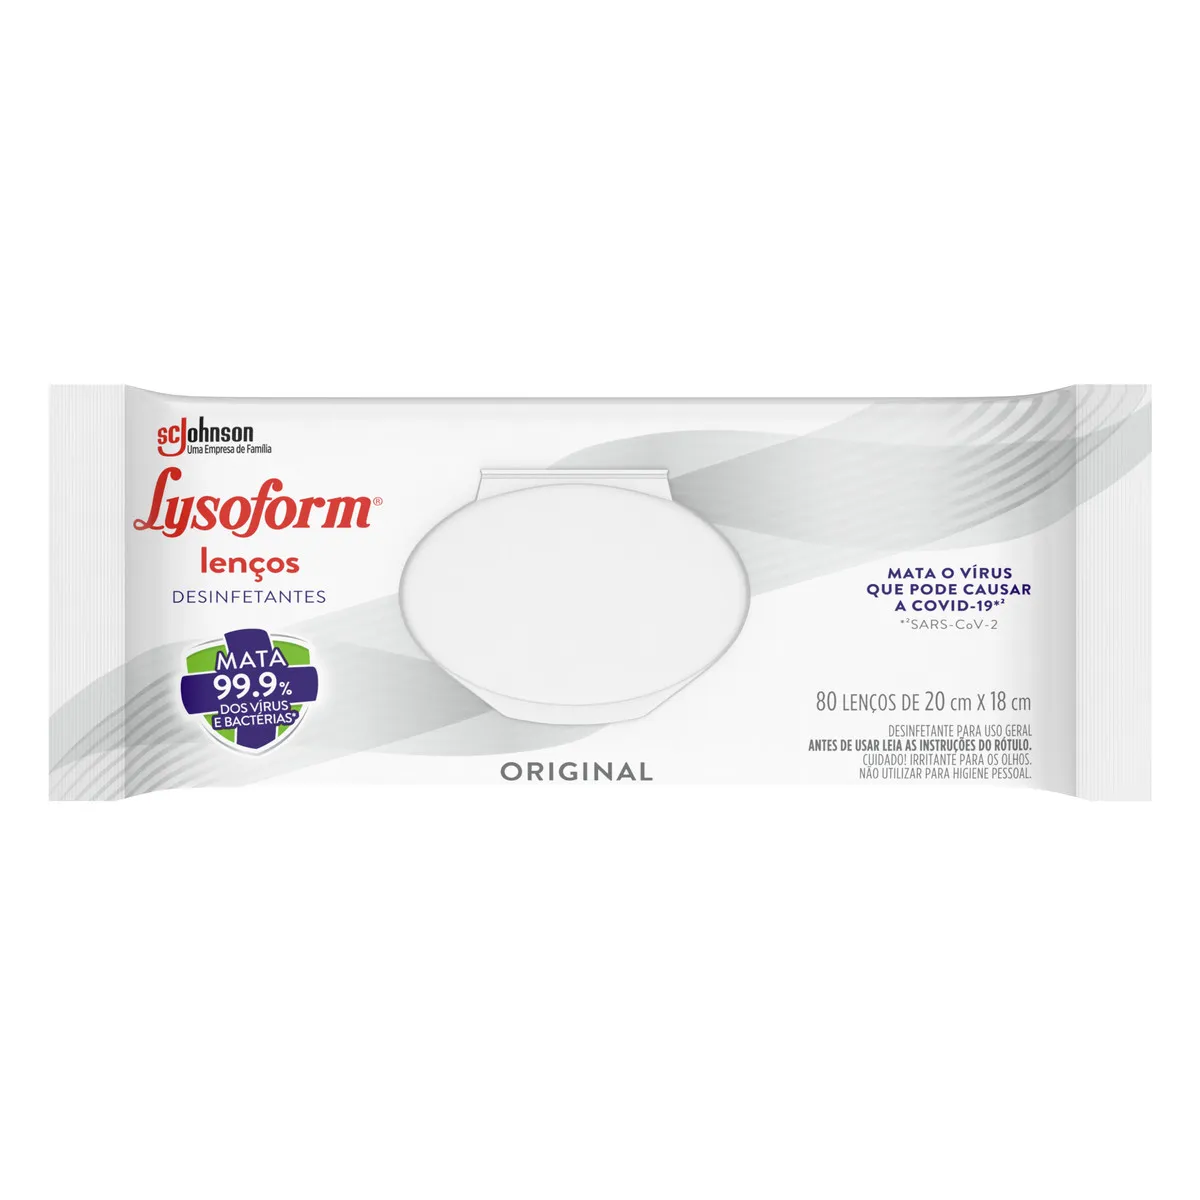 scJohnson
Uma Empresa de Família
Lysoform®
lenços
DESINFETANTES
MATA
99.9%
DOS VÍRUS
E BACTÉRIAS*
ORIGINAL
MATA O VÍRUS
QUE PODE CAUSAR
A COVID-19*²
*²SARS-CoV-2
80 LENÇOS DE 20 cm X 18 cm
DESINFETANTE PARA USO GERAL
ANTES DE USAR LEIA AS INSTRUÇÕES DO RÓTULO.
CUIDADO! IRRITANTE PARA OS OLHOS.
NÃO UTILIZAR PARA HIGIENE PESSOAL.